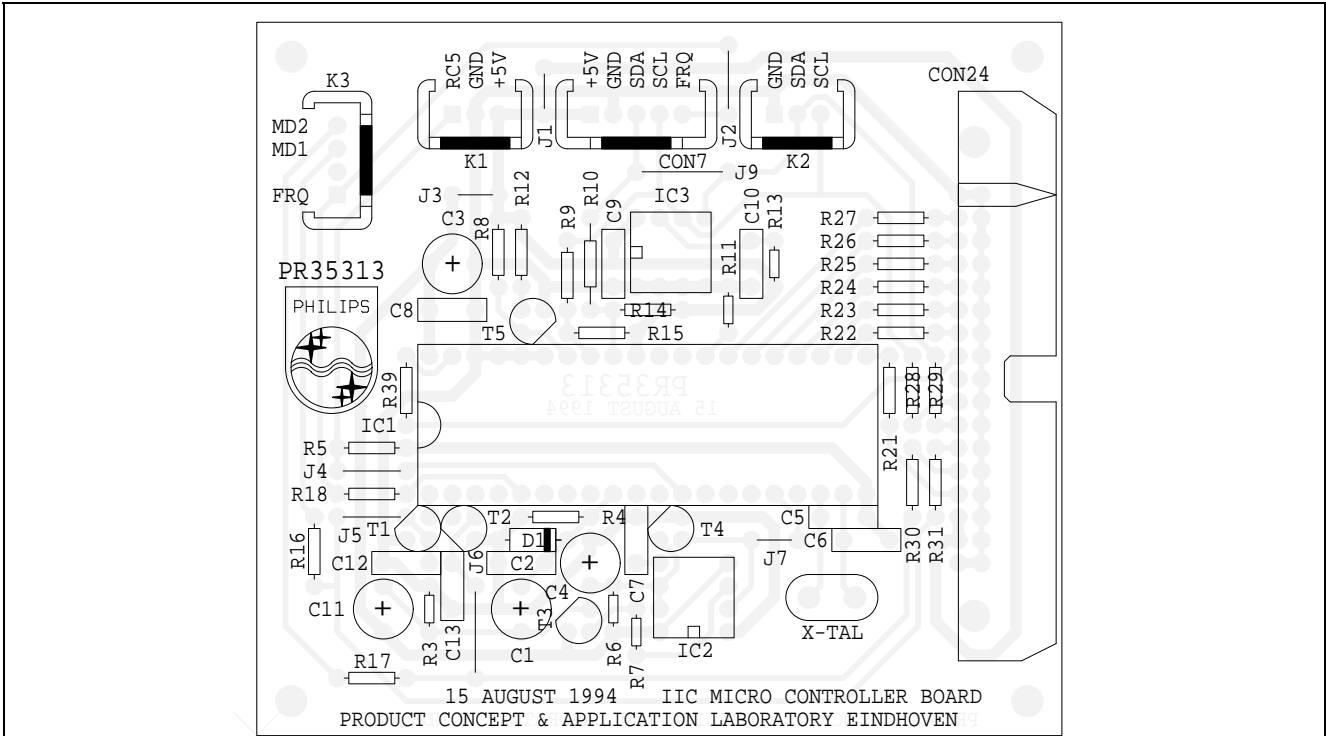 RC5 GND +5V
+5V GND SDA SCL FRQ
GND SDA SCL
CON24
K3
MD2
MD1
FRQ
J1
J2
K1
CON7
K2
J9
J3
R12
R10
IC3
C10
R13
C3
R8
R9
C9
R11
R27
R26
R25
R24
R23
R22
PR35313
PHILIPS
C8
T5
R14
R15
PR35313
15 AUGUST 1994
R39
R28
R29
IC1
R21
R5
J4
R18
J5
T1
T2
R4
T4
C5
R16
D1
C6
J7
R30
R31
C12
J6
C2
C4
C7
C11
T3
X-TAL
R3
C13
C1
R6
R7
IC2
R17
15 AUGUST 1994 IIC MICRO CONTROLLER BOARD
PRODUCT CONCEPT & APPLICATION LABORATORY EINDHOVEN